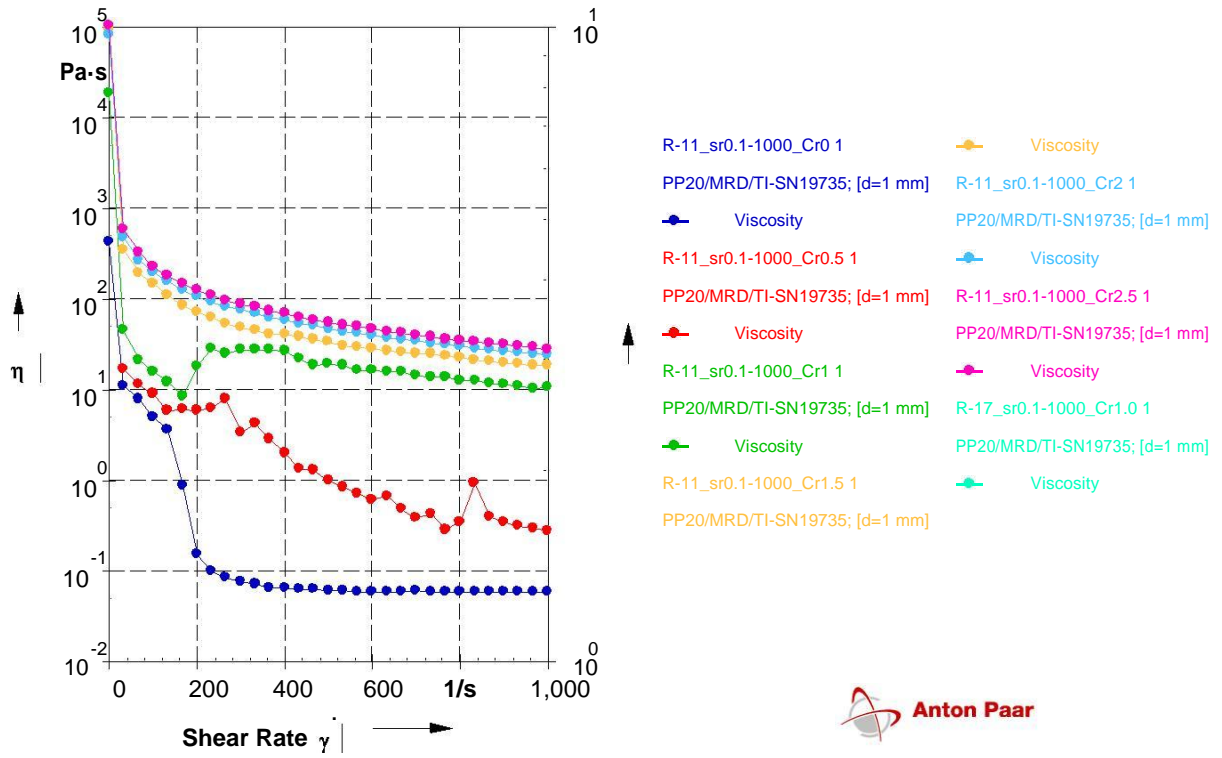 10^5
10^1
Pa·s
10^4
10^3
10^2
η
10^1
10^0
10^-1
10^-2
10^0
0 200 400 600 1/s 1,000
Shear Rate γ̇
R-11_sr0.1-1000_Cr0 1
PP20/MRD/TI-SN19735; [d=1 mm]
Viscosity
R-11_sr0.1-1000_Cr0.5 1
PP20/MRD/TI-SN19735; [d=1 mm]
Viscosity
R-11_sr0.1-1000_Cr1 1
PP20/MRD/TI-SN19735; [d=1 mm]
Viscosity
R-11_sr0.1-1000_Cr1.5 1
PP20/MRD/TI-SN19735; [d=1 mm]
Viscosity
R-11_sr0.1-1000_Cr2 1
PP20/MRD/TI-SN19735; [d=1 mm]
Viscosity
R-11_sr0.1-1000_Cr2.5 1
PP20/MRD/TI-SN19735; [d=1 mm]
Viscosity
R-17_sr0.1-1000_Cr1.0 1
PP20/MRD/TI-SN19735; [d=1 mm]
Viscosity
Anton Paar